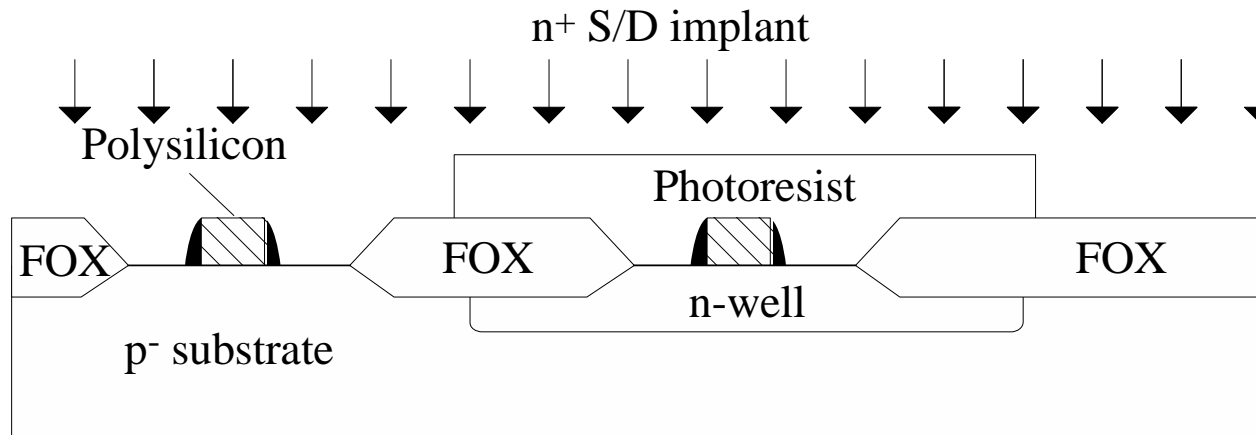 n+ S/D implant
Polysilicon
Photoresist
FOX
FOX
FOX
n-well
p- substrate